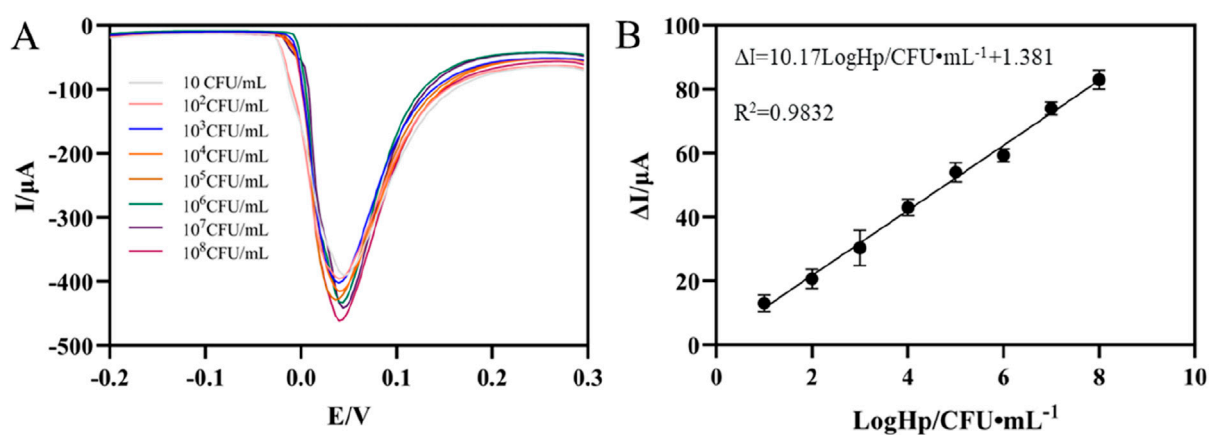 A
0
-100
-200
-300
-400
-500
I/μA
10 CFU/mL
10²CFU/mL
10³CFU/mL
10⁴CFU/mL
10⁵CFU/mL
10⁶CFU/mL
10⁷CFU/mL
10⁸CFU/mL
-0.2 -0.1 0.0 0.1 0.2 0.3
E/V
B
100
80
60
40
20
0
ΔI/μA
ΔI=10.17LogHp/CFU•mL⁻¹+1.381
R²=0.9832
0 2 4 6 8 10
LogHp/CFU•mL⁻¹